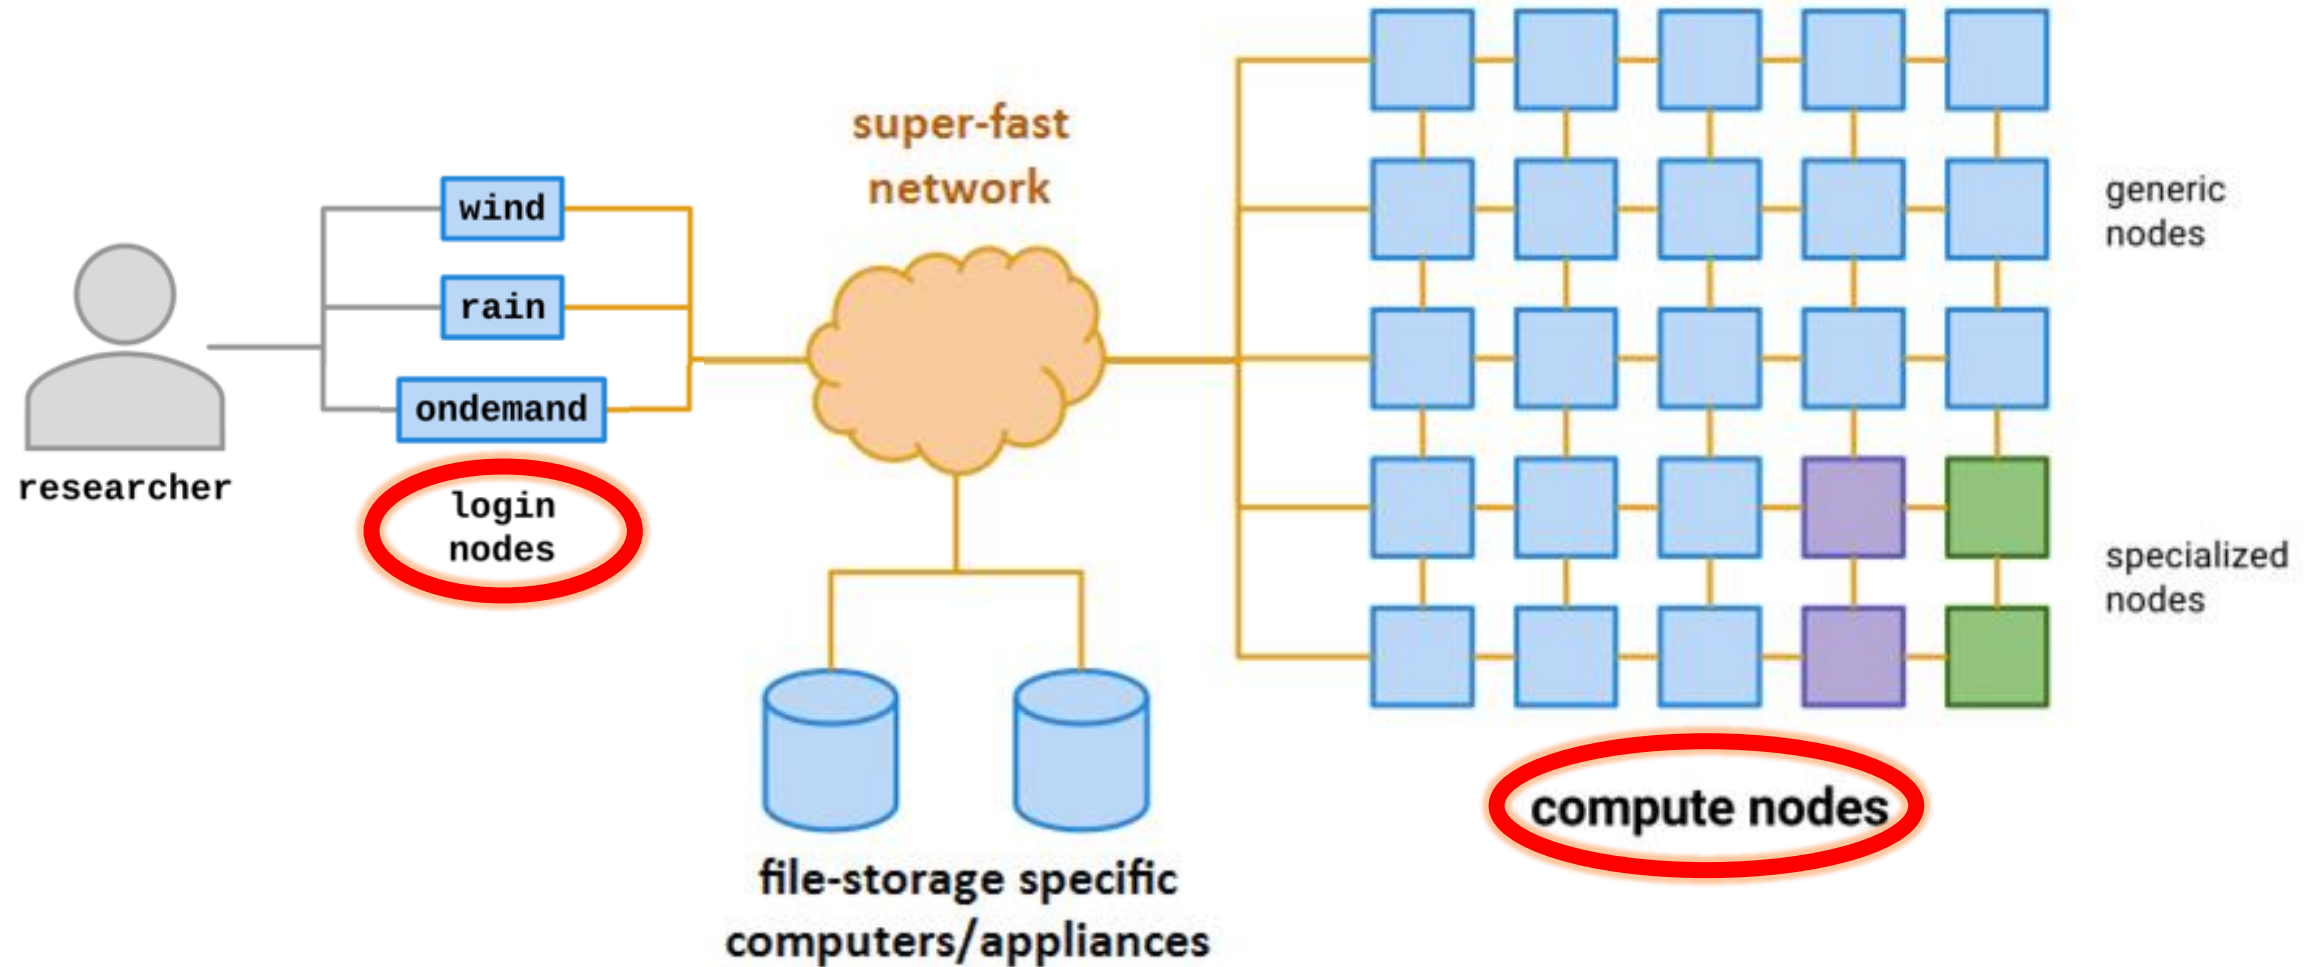 super-fast
network
wind
rain
ondemand
researcher
login
nodes
generic
nodes
specialized
nodes
compute nodes
file-storage specific
computers/appliances